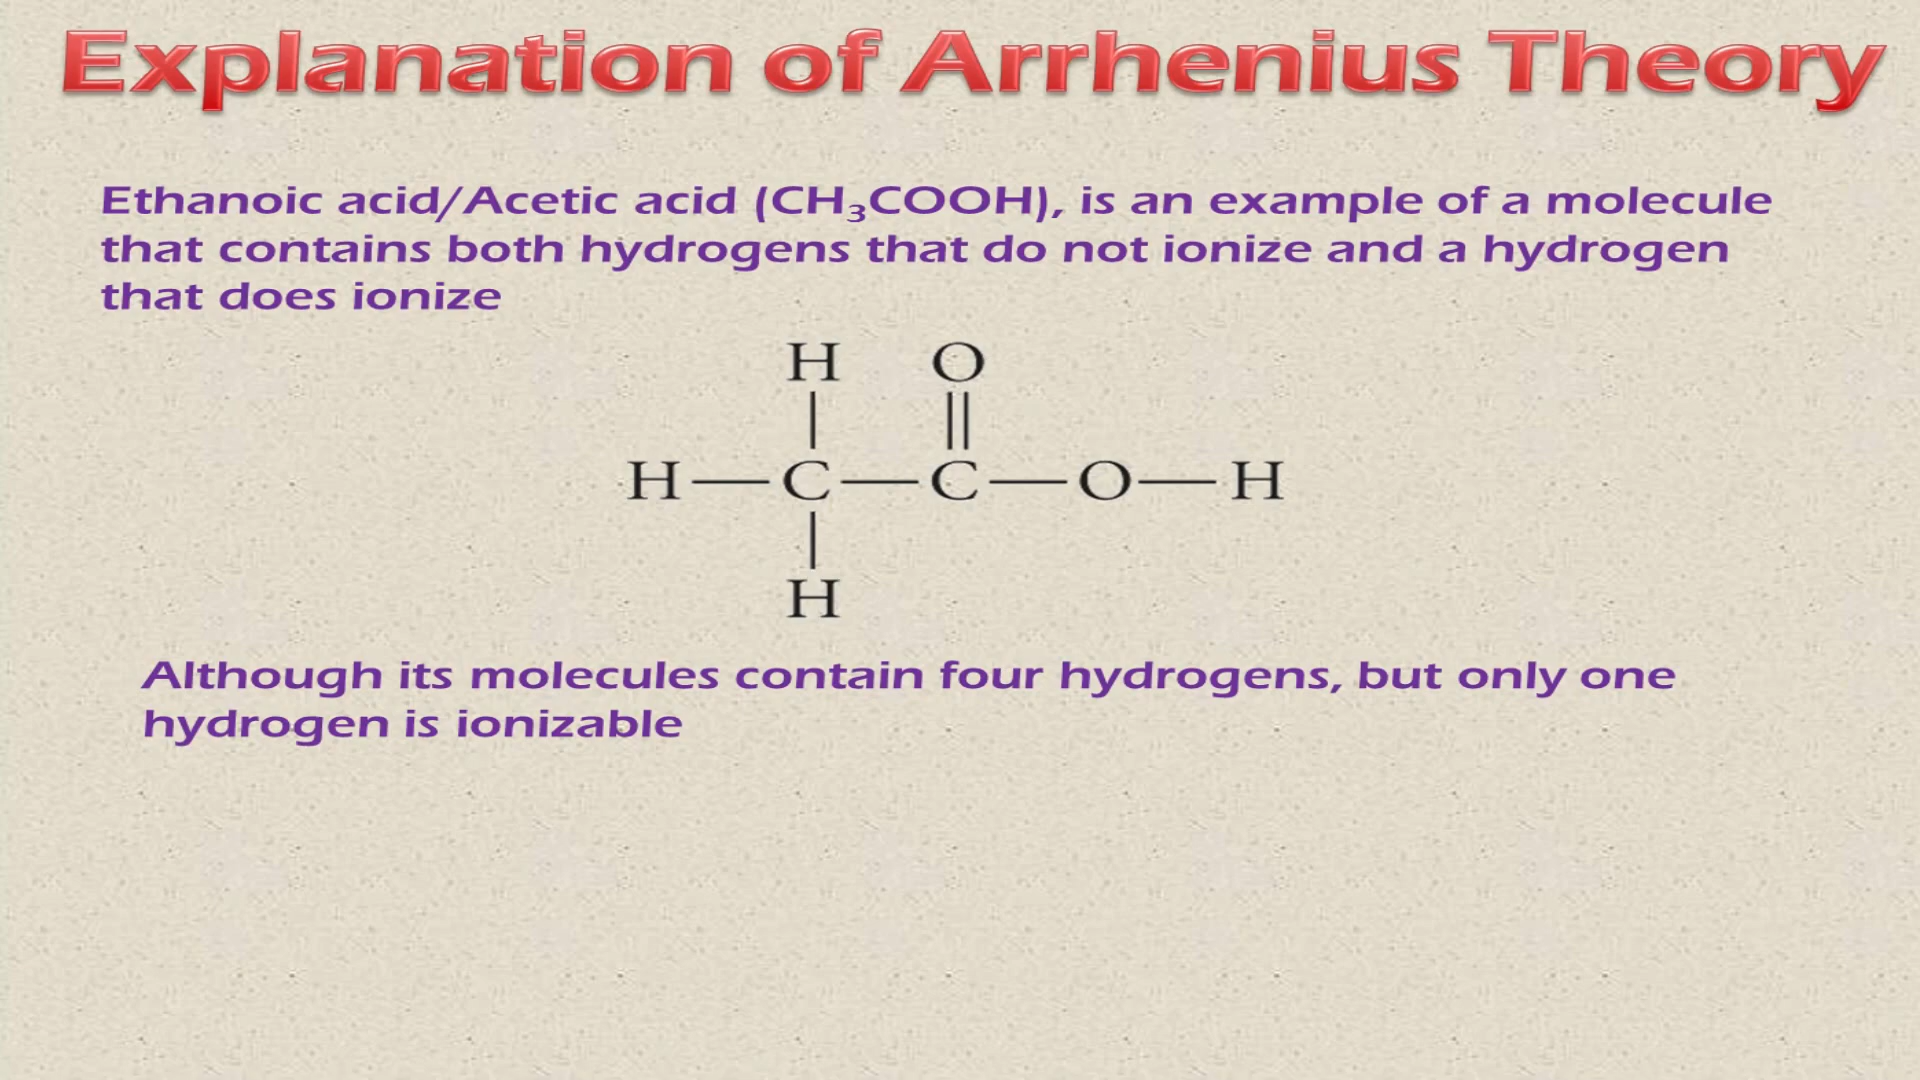 Explanation of Arrhenius Theory
Ethanoic acid/Acetic acid (CH₃COOH), is an example of a molecule
that contains both hydrogens that do not ionize and a hydrogen
that does ionize
H O
H—C—C—O—H
H
Although its molecules contain four hydrogens, but only one
hydrogen is ionizable